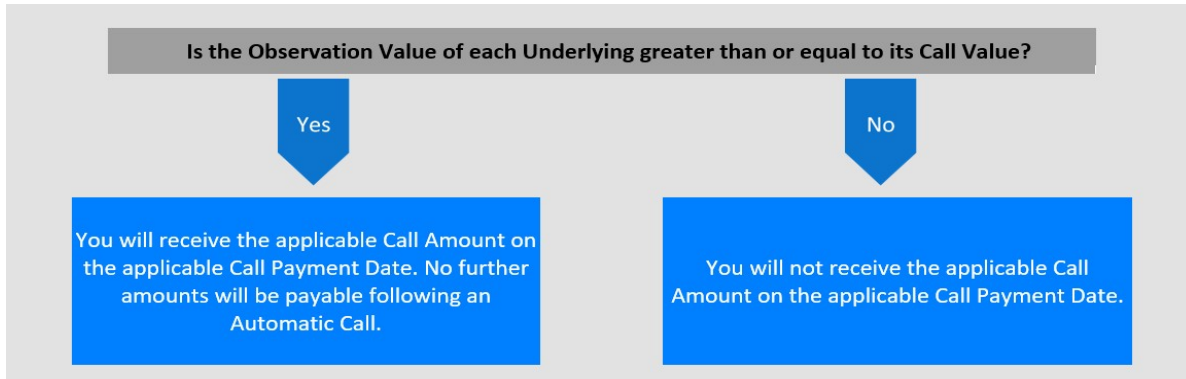 Is the Observation Value of each Underlying greater than or equal to its Call Value?
Yes
No
You will receive the applicable Call Amount on
the applicable Call Payment Date. No further
amounts will be payable following an
Automatic Call.
You will not receive the applicable Call
Amount on the applicable Call Payment Date.